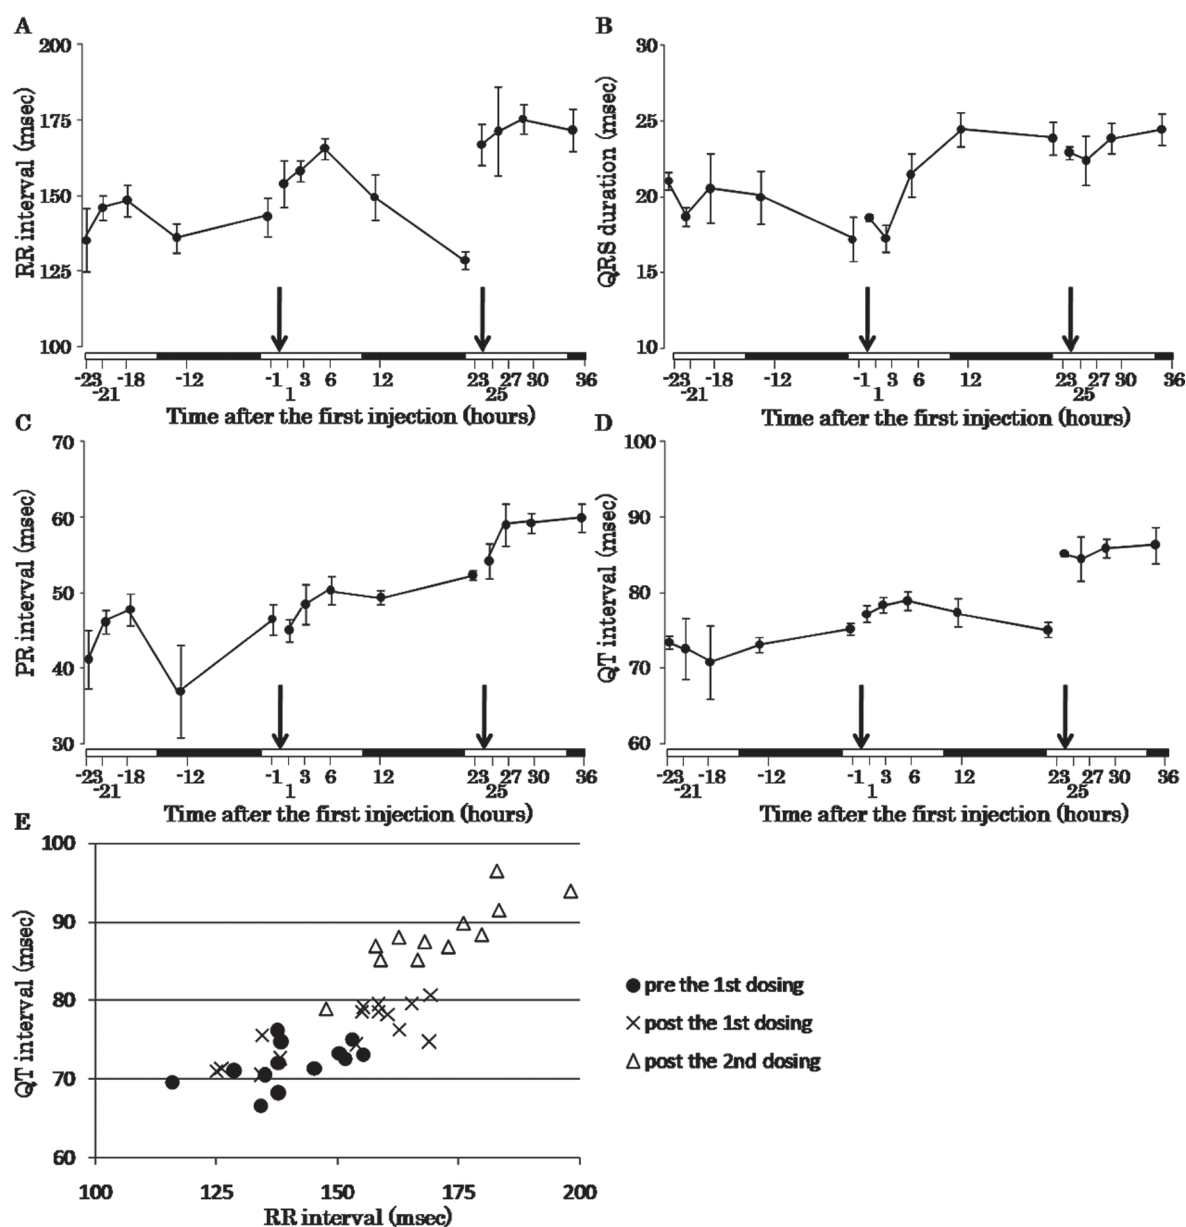 A
RR interval (msec)
200
175
150
125
100
-23 -18 -12 -1 3 6 12 23 27 30 36
-21 1 25
Time after the first injection (hours)
B
QRS duration (msec)
30
25
20
15
10
-23 -18 -12 -1 3 6 12 23 27 30 36
-21 1 25
Time after the first injection (hours)
C
PR interval (msec)
70
60
50
40
30
-23 -18 -12 -1 3 6 12 23 27 30 36
-21 1 25
Time after the first injection (hours)
D
QT interval (msec)
100
90
80
70
60
-23 -18 -12 -1 3 6 12 23 27 30 36
-21 1 25
Time after the first injection (hours)
E
QT interval (msec)
100
90
80
70
60
100 125 150 175 200
RR interval (msec)
pre the 1st dosing
post the 1st dosing
post the 2nd dosing